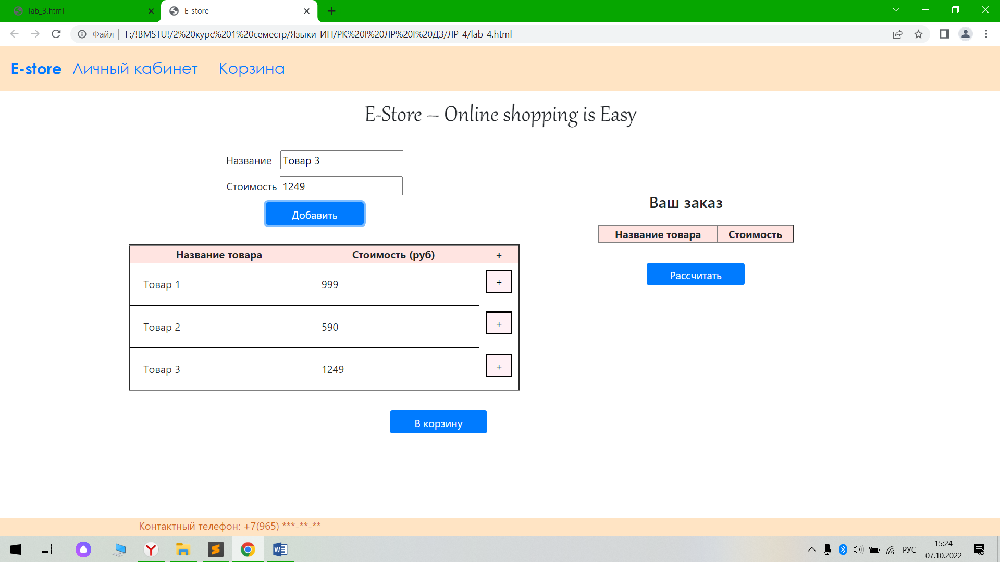 lab_3.html
E-store
Файл
F:/!BMSTU!/2%20курс%201%20семестр/Языки_ИП/РК%20I%20ЛР%20I%20ДЗ/ЛР_4/lab_4.html
E-store Личный кабинет Корзина
E-Store – Online shopping is Easy
Название Товар 3
Стоимость 1249
Добавить
Название товара Стоимость (руб) +
Товар 1 999 +
Товар 2 590 +
Товар 3 1249 +
В корзину
Ваш заказ
Название товара Стоимость
Рассчитать
Контактный телефон: +7(965) ***-**-**
РУС
15:24
07.10.2022